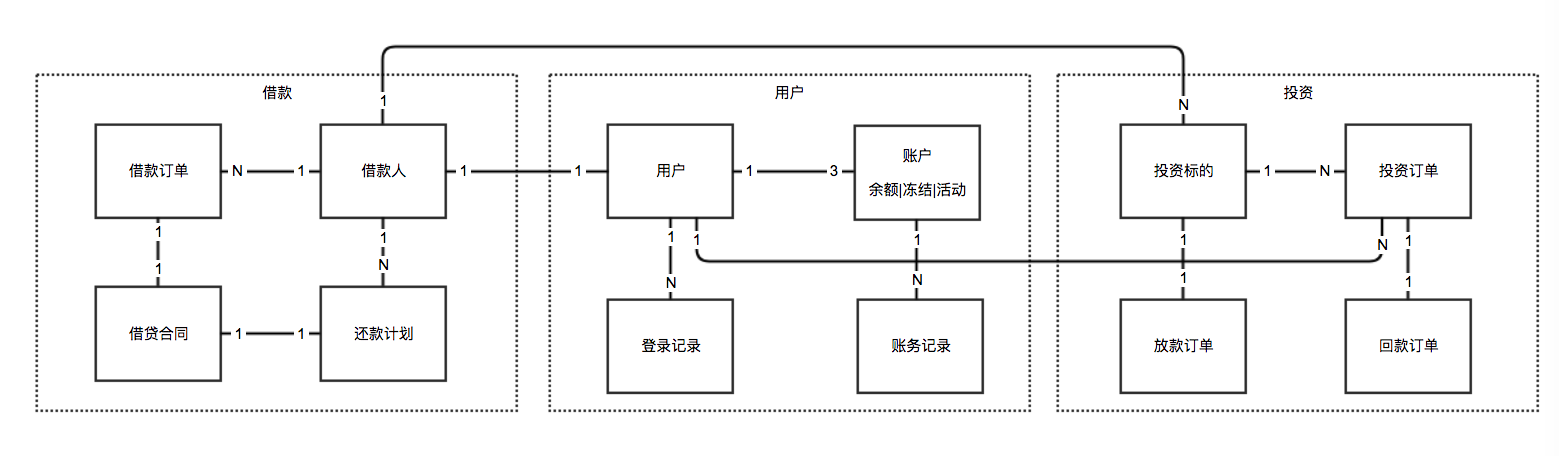 1
N
借款
借款订单
N
1
借款人
1
1
1
1
N
借贷合同
1
1
还款计划
用户
1
用户
1
3
账户
余额|冻结|活动
1
1
1
N
N
登录记录
账务记录
投资
投资标的
1
N
投资订单
1
1
N
1
1
放款订单
回款订单